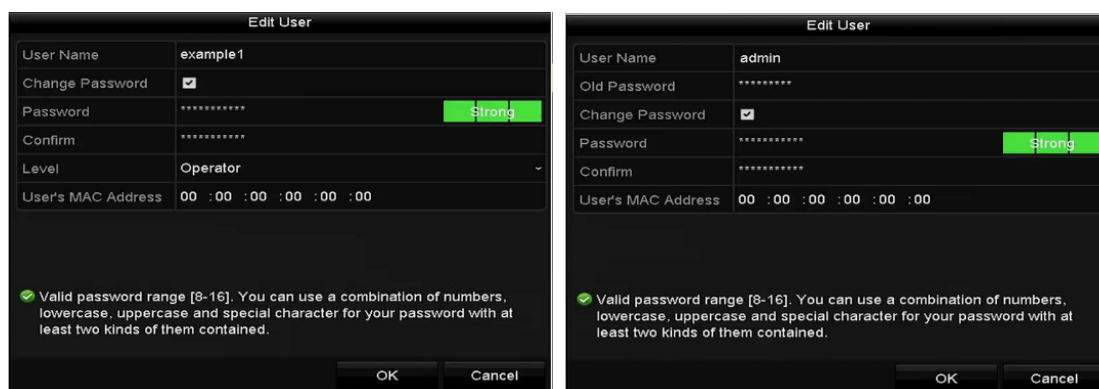 Edit User
User Name example1
Change Password
Password *********** Strong
Confirm ***********
Level Operator
User's MAC Address 00 :00 :00 :00 :00 :00
Valid password range [8-16]. You can use a combination of numbers,
lowercase, uppercase and special character for your password with at
least two kinds of them contained.
OK Cancel
Edit User
User Name admin
Old Password *********
Change Password
Password *********** Strong
Confirm ***********
User's MAC Address 00 :00 :00 :00 :00 :00
Valid password range [8-16]. You can use a combination of numbers,
lowercase, uppercase and special character for your password with at
least two kinds of them contained.
OK Cancel